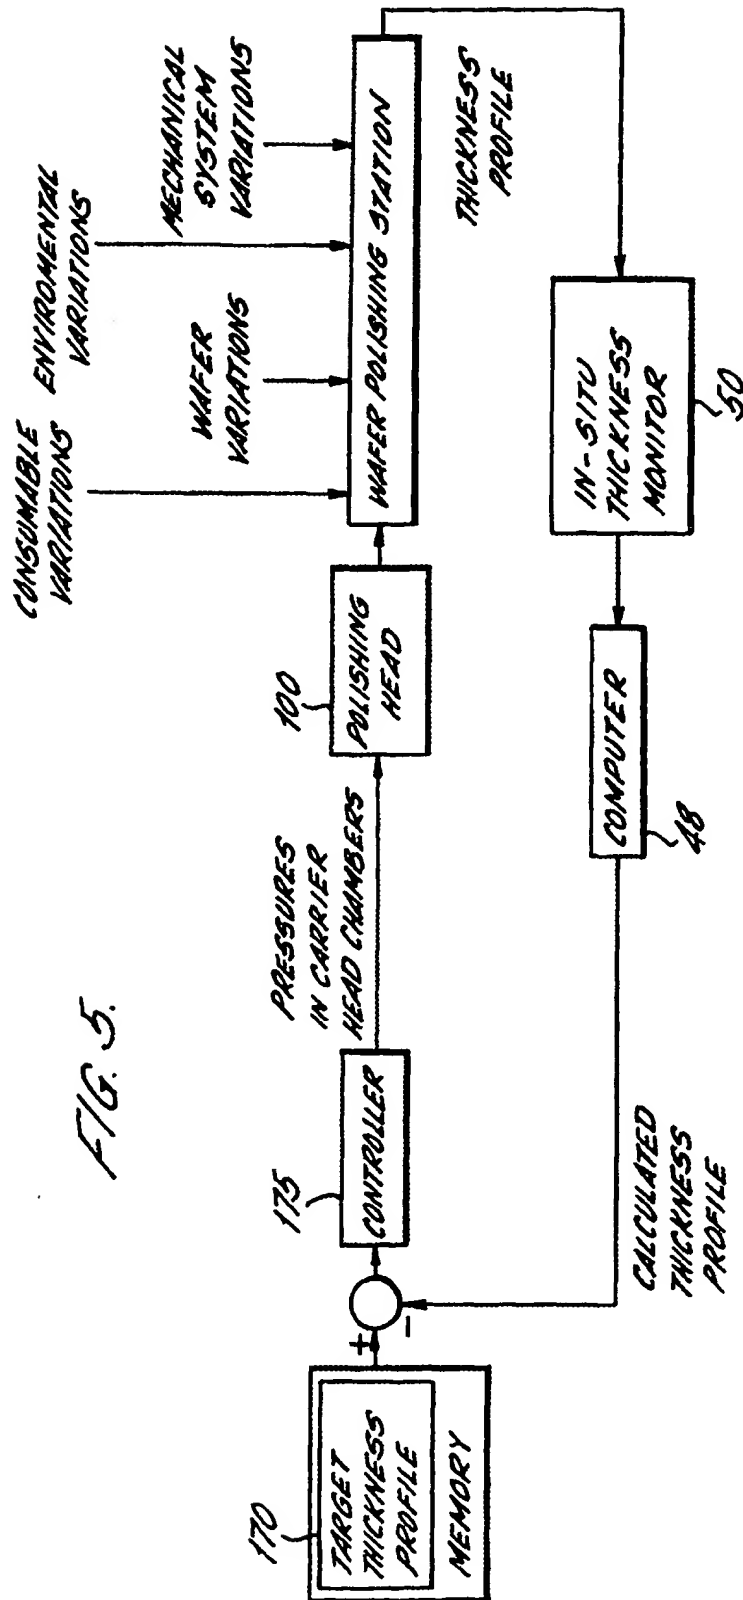 FIG. 5.
CONSUMABLE
VARIATIONS
ENVIROMENTAL
VARIATIONS
WAFER
VARIATIONS
MECHANICAL
SYSTEM
VARIATIONS
170
TARGET
THICKNESS
PROFILE
MEMORY
+
-
175
CONTROLLER
PRESSURES
IN CARRIER
HEAD CHAMBERS
100
POLISHING
HEAD
WAFER POLISHING STATION
THICKNESS
PROFILE
IN-SITU
THICKNESS
MONITOR
50
COMPUTER
48
CALCULATED
THICKNESS
PROFILE